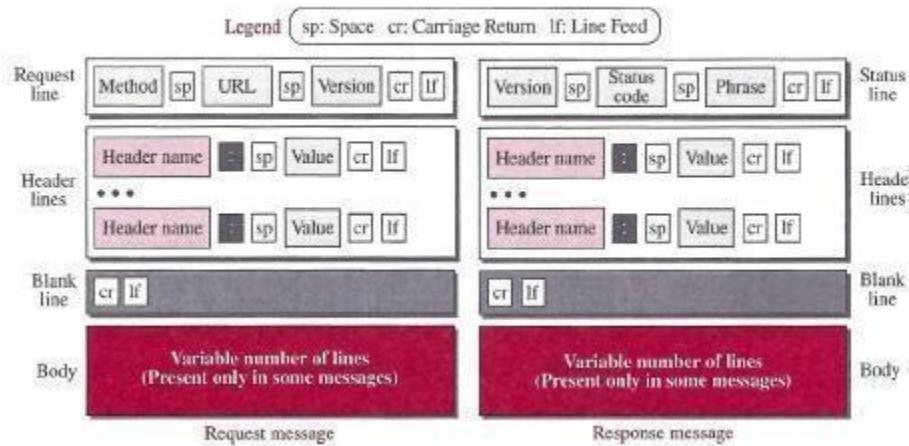 Legend sp: Space cr: Carriage Return lf: Line Feed
Request line
Method sp URL sp Version cr lf
Header lines
Header name : sp Value cr lf
•••
Header name : sp Value cr lf
Blank line
cr lf
Body
Variable number of lines
(Present only in some messages)
Request message
Version sp Status code sp Phrase cr lf
Status line
Header name : sp Value cr lf
•••
Header name : sp Value cr lf
Heade
lines
cr lf
Blank line
Variable number of lines
(Present only in some messages)
Body
Response message